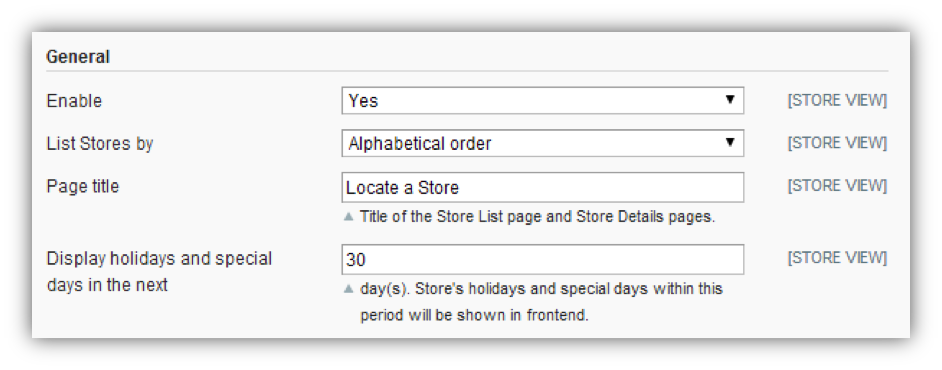 General
Enable Yes [STORE VIEW]
List Stores by Alphabetical order [STORE VIEW]
Page title Locate a Store [STORE VIEW]
Title of the Store List page and Store Details pages.
Display holidays and special 30 [STORE VIEW]
days in the next day(s). Store's holidays and special days within this
period will be shown in frontend.